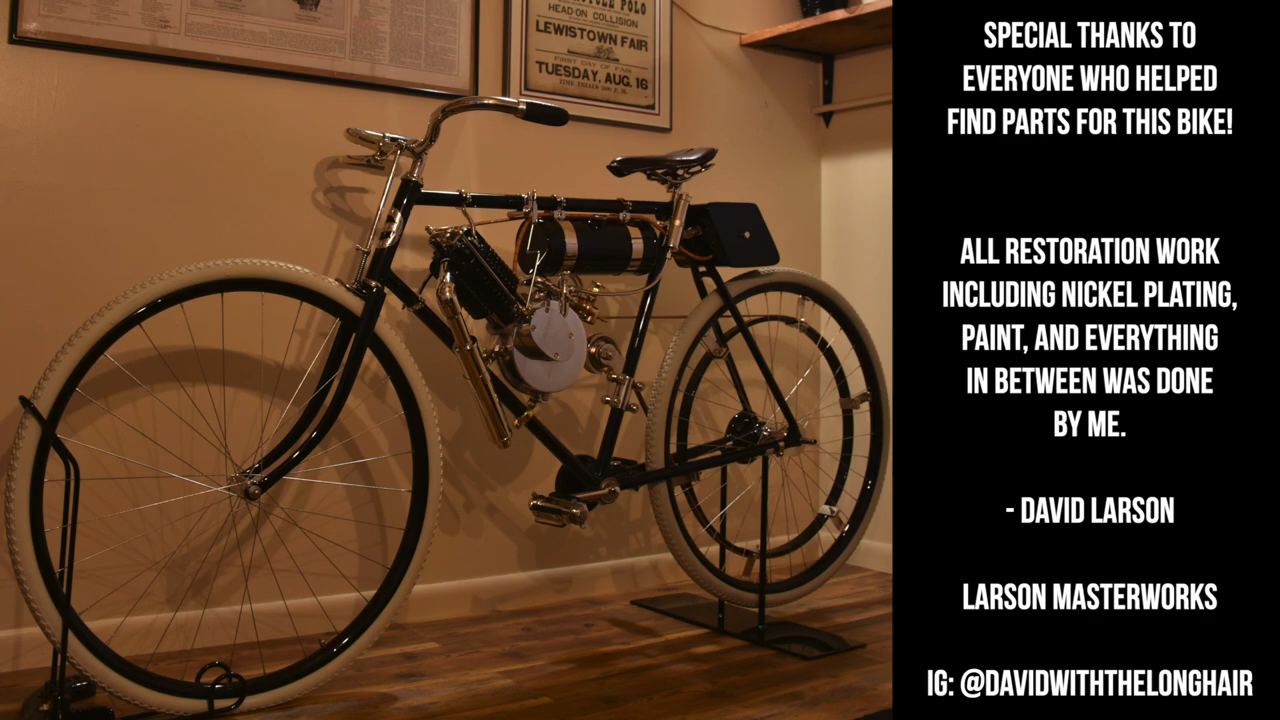 CYCLE POLO
HEAD-ON COLLISION
LEWISTOWN FAIR
FIRST DAY OF FAIR
TUESDAY, AUG. 16
SPECIAL THANKS TO
EVERYONE WHO HELPED
FIND PARTS FOR THIS BIKE!
ALL RESTORATION WORK
INCLUDING NICKEL PLATING,
PAINT, AND EVERYTHING
IN BETWEEN WAS DONE
BY ME.
- DAVID LARSON
LARSON MASTERWORKS
IG: @DAVIDWITHTHELONGHAIR